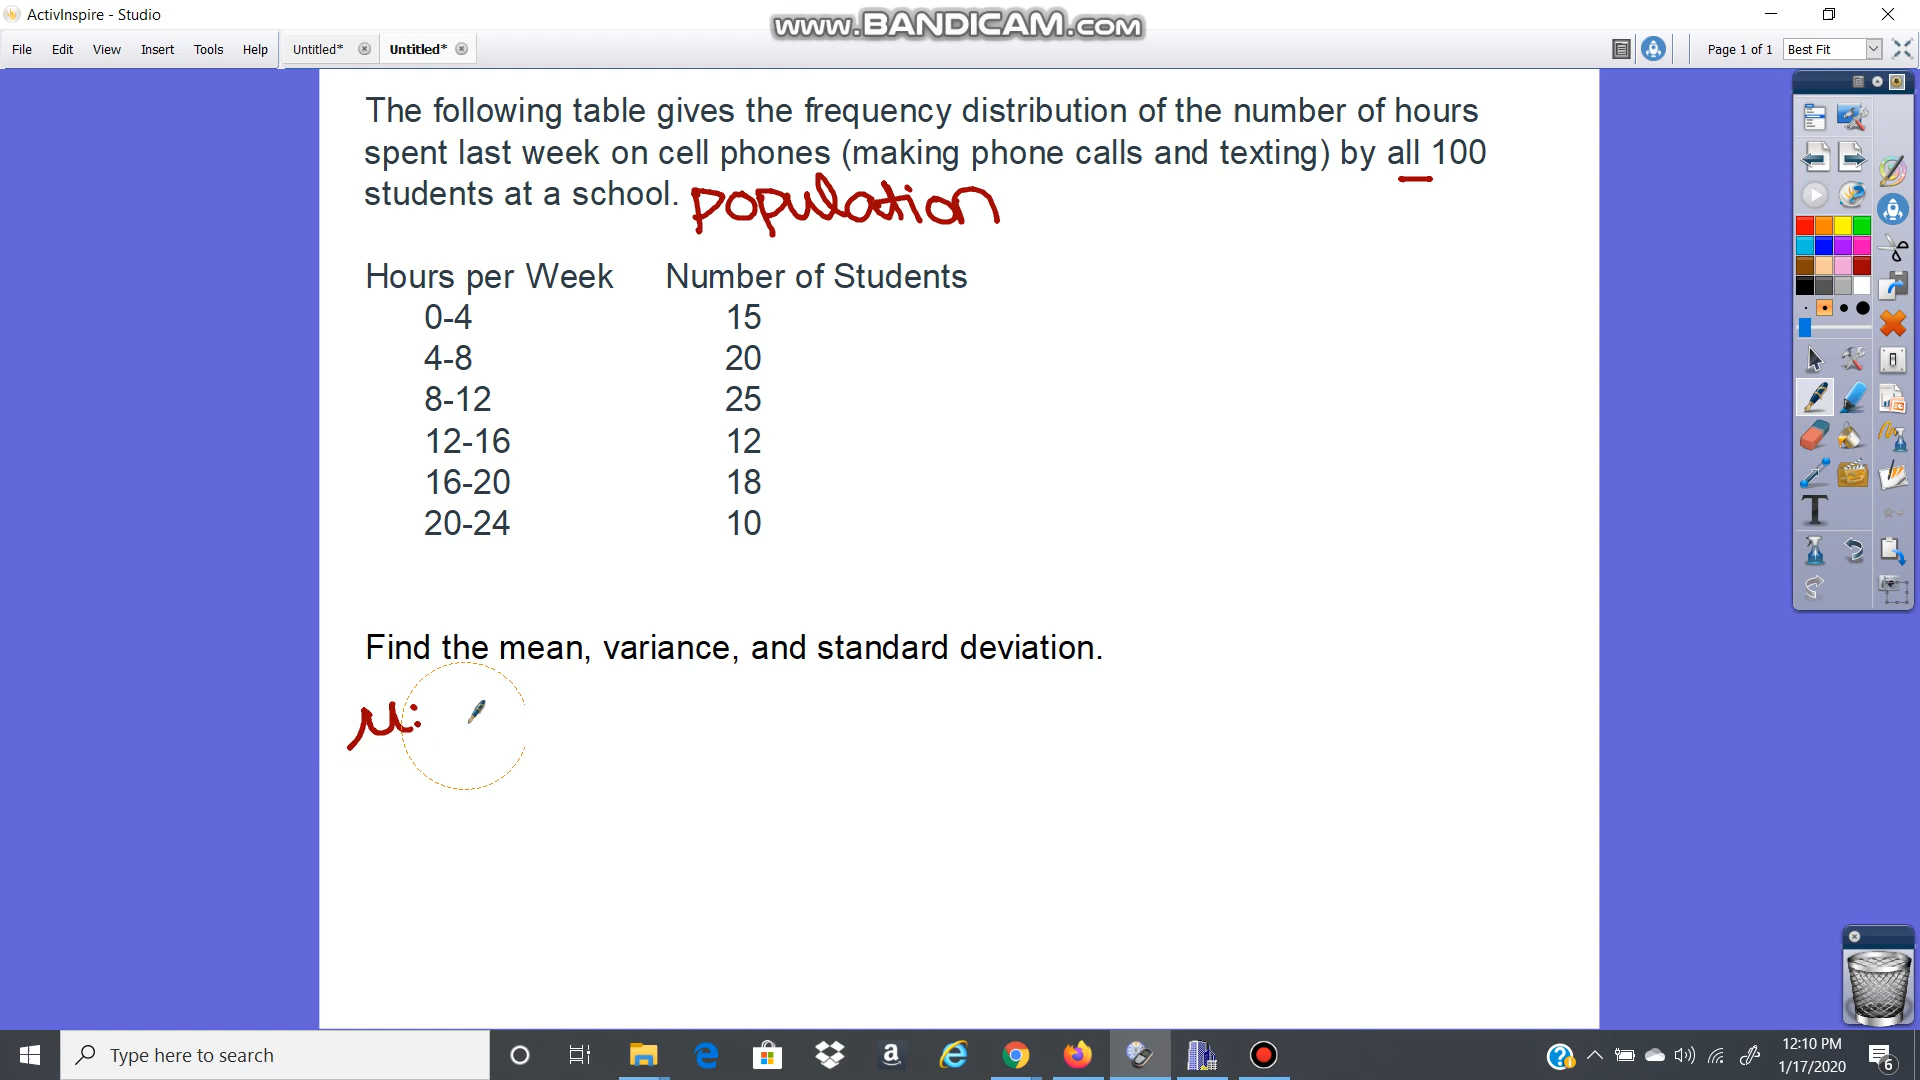 ActivInspire - Studio
www.BANDICAM.com
File Edit View Insert Tools Help Untitled* Untitled* Page 1 of 1 Best Fit
The following table gives the frequency distribution of the number of hours
spent last week on cell phones (making phone calls and texting) by all 100
students at a school. population
Hours per Week Number of Students
0-4 15
4-8 20
8-12 25
12-16 12
16-20 18
20-24 10
Find the mean, variance, and standard deviation.
μ:
Type here to search
12:10 PM
1/17/2020
6